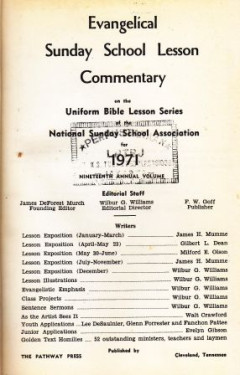 Evangelical
Sunday School Lesson
Commentary
on the
Uniform Bible Lesson Series
of the
National Sunday School Association
for
1971
NINETEENTH ANNUAL VOLUME
Editorial Staff
James DeForest Murch Wilbur G. Williams F. W. Goff
Founding Editor Editorial Director Publisher
Writers
Lesson Exposition (January-March) James H. Mumme
Lesson Exposition (April-May 23) Gilbert L. Dean
Lesson Exposition (May 30-June) Milford E. Olson
Lesson Exposition (July-November) James H. Mumme
Lesson Exposition (December) Wilbur G. Williams
Lesson Illustrations Wilbur G. Williams
Evangelistic Emphasis Wilbur G. Williams
Class Projects Wilbur G. Williams
Sentence Sermons Wilbur G. Williams
As the Artist Sees It Walt Crawford
Youth Applications Lee DeSaulnier, Glenn Forrester and Fanchon Pattee
Junior Applications Evelyn Gibson
Golden Text Homilies 52 outstanding ministers, teachers and laymen
Published by
THE PATHWAY PRESS Cleveland, Tennessee